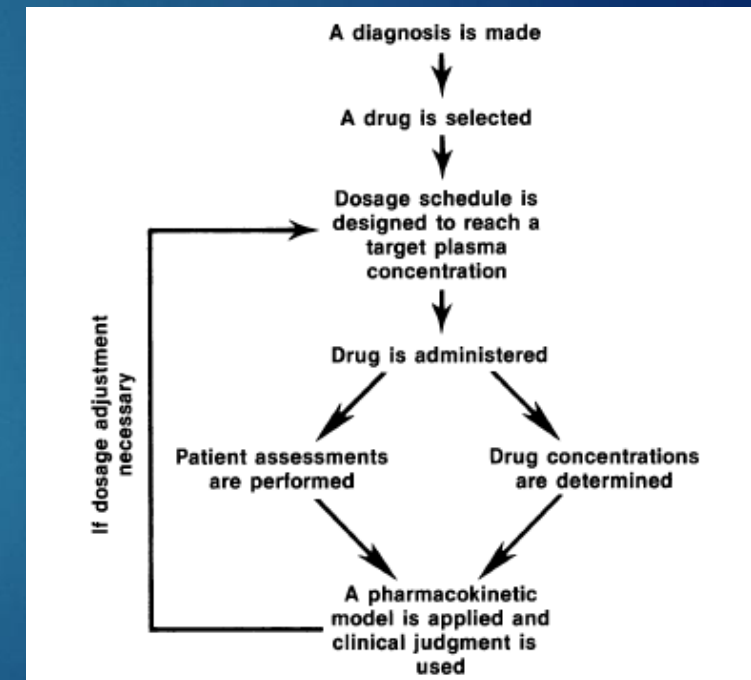 A diagnosis is made
A drug is selected
Dosage schedule is
designed to reach a
target plasma
concentration
Drug is administered
If dosage adjustment
necessary
Patient assessments
are performed
Drug concentrations
are determined
A pharmacokinetic
model is applied and
clinical judgment is
used